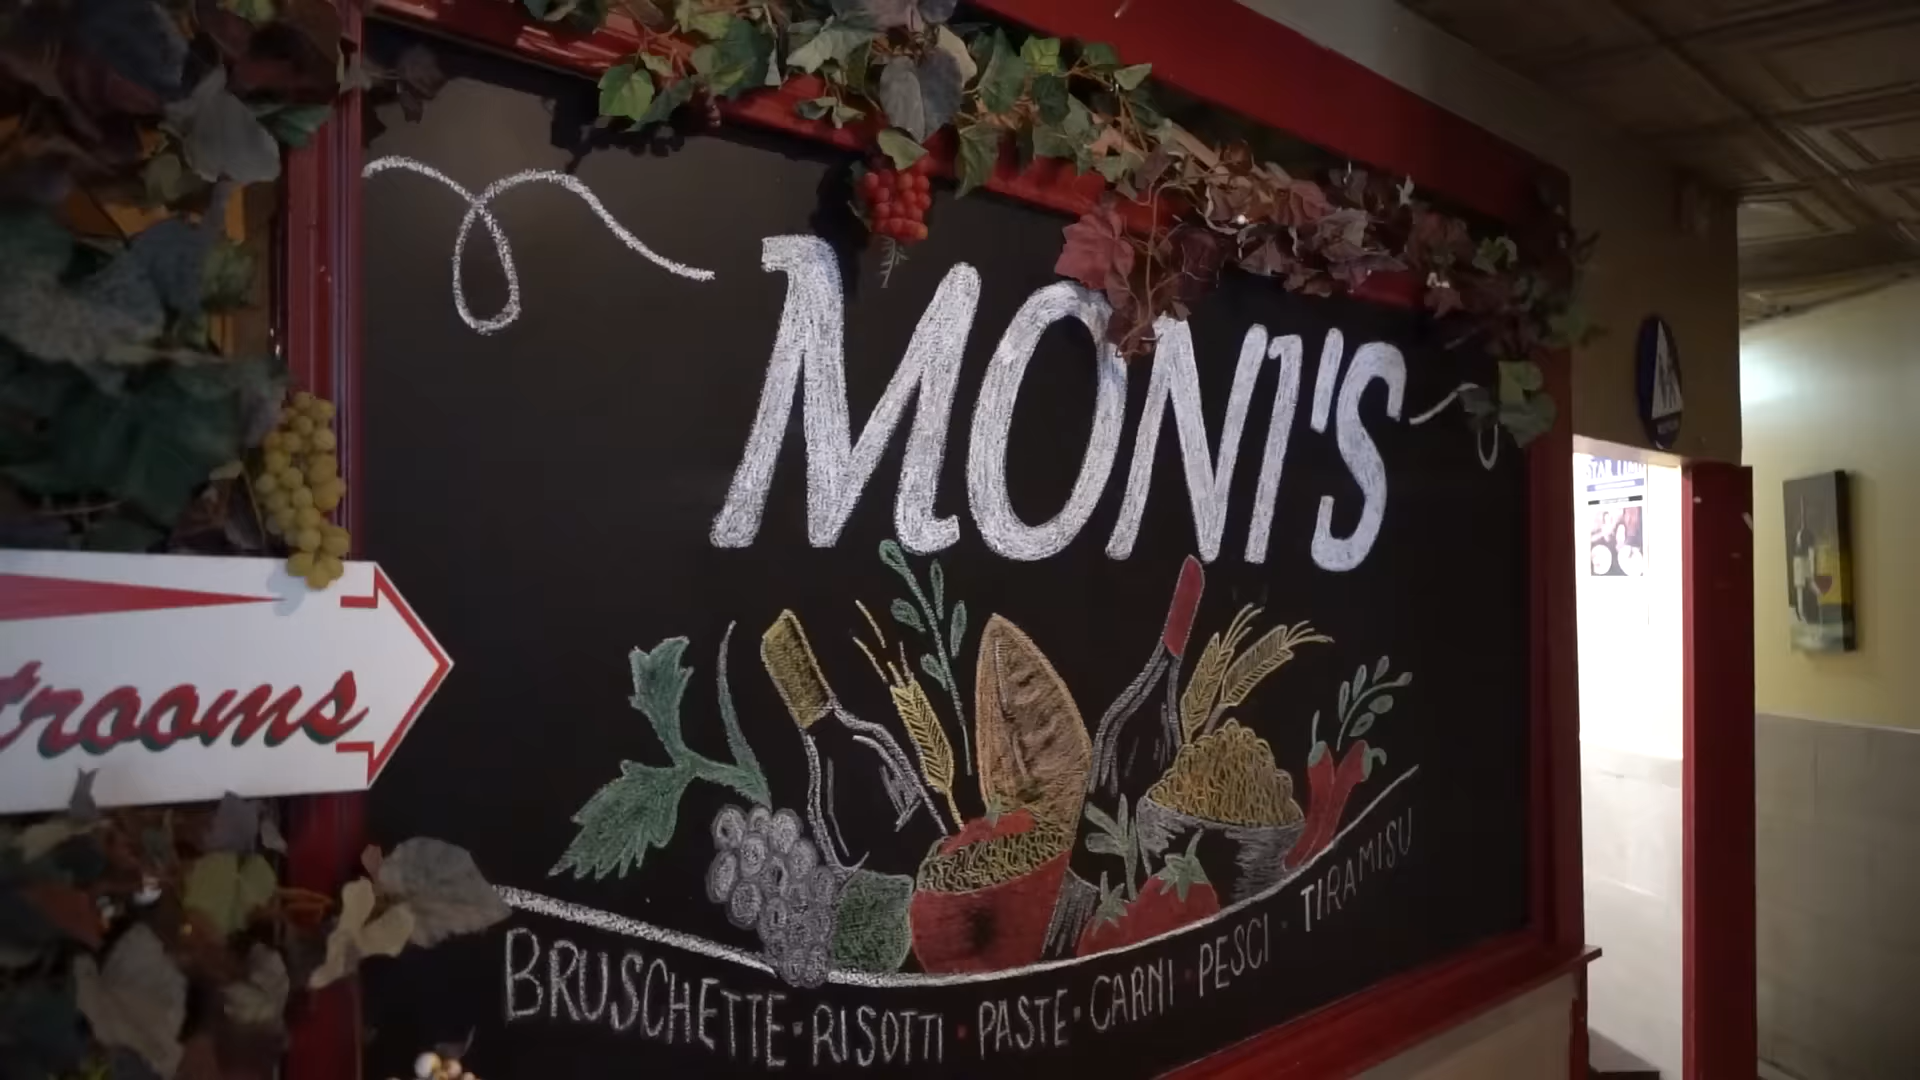 MONI'S
trooms
BRUSCHETTE · RISOTTI · PASTE · CARNI · PESCI · TIRAMISU